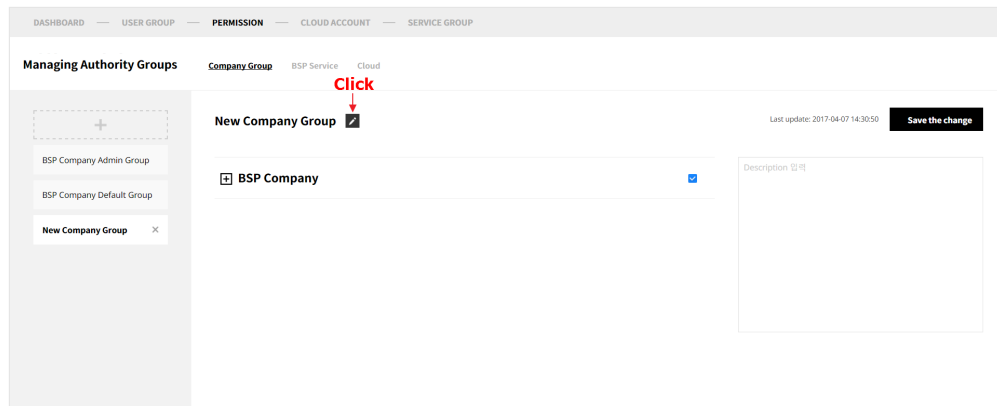 DASHBOARD — USER GROUP — PERMISSION — CLOUD ACCOUNT — SERVICE GROUP
Managing Authority Groups
Company Group BSP Service Cloud
Click
New Company Group
Last update: 2017-04-07 14:30:50
Save the change
+
BSP Company Admin Group
BSP Company Default Group
New Company Group ×
BSP Company
Description 입력